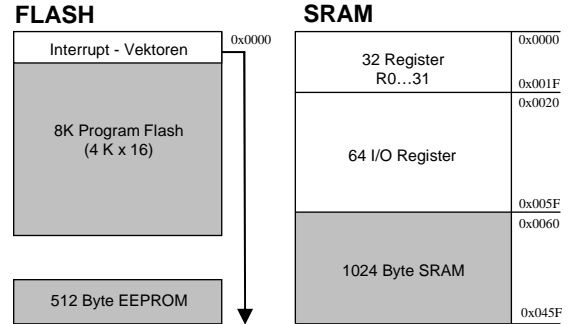 FLASH
Interrupt - Vektoren
0x0000
8K Program Flash
(4 K x 16)
512 Byte EEPROM
SRAM
32 Register
R0…31
0x0000
0x001F
0x0020
64 I/O Register
0x005F
0x0060
1024 Byte SRAM
0x045F